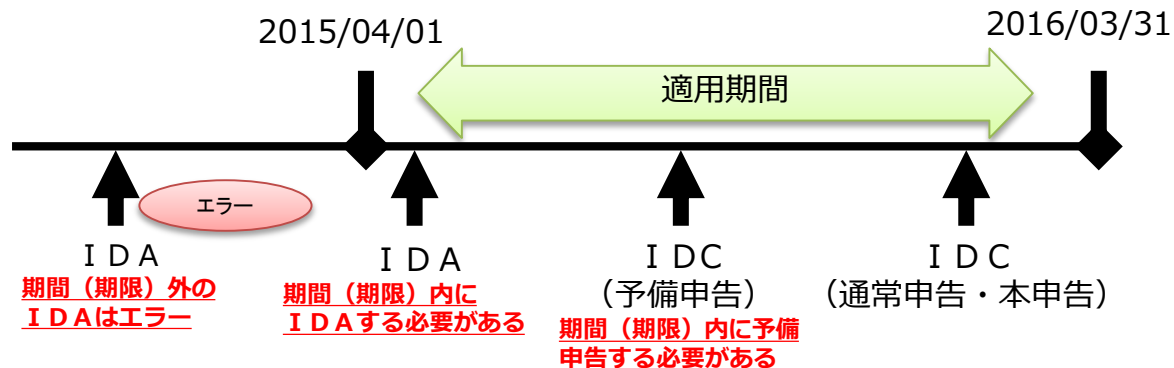 2015/04/01
2016/03/31
適用期間
エラー
ＩＤＡ
期間（期限）外の
ＩＤＡはエラー
ＩＤＡ
期間（期限）内に
ＩＤＡする必要がある
ＩＤＣ
（予備申告）
期間（期限）内に予備
申告する必要がある
ＩＤＣ
（通常申告・本申告）